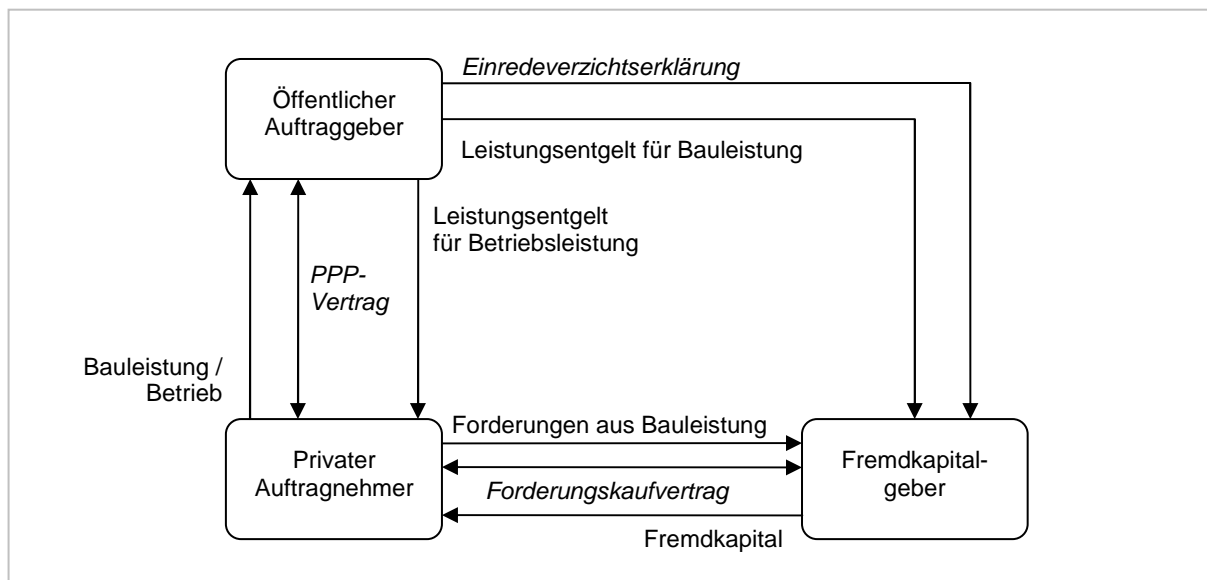 Einredeverzichtserklärung
Öffentlicher
Auftraggeber
Leistungsentgelt für Bauleistung
Leistungsentgelt
für Betriebsleistung
PPP-
Vertrag
Bauleistung /
Betrieb
Forderungen aus Bauleistung
Privater
Auftragnehmer
Fremdkapital-
geber
Forderungskaufvertrag
Fremdkapital